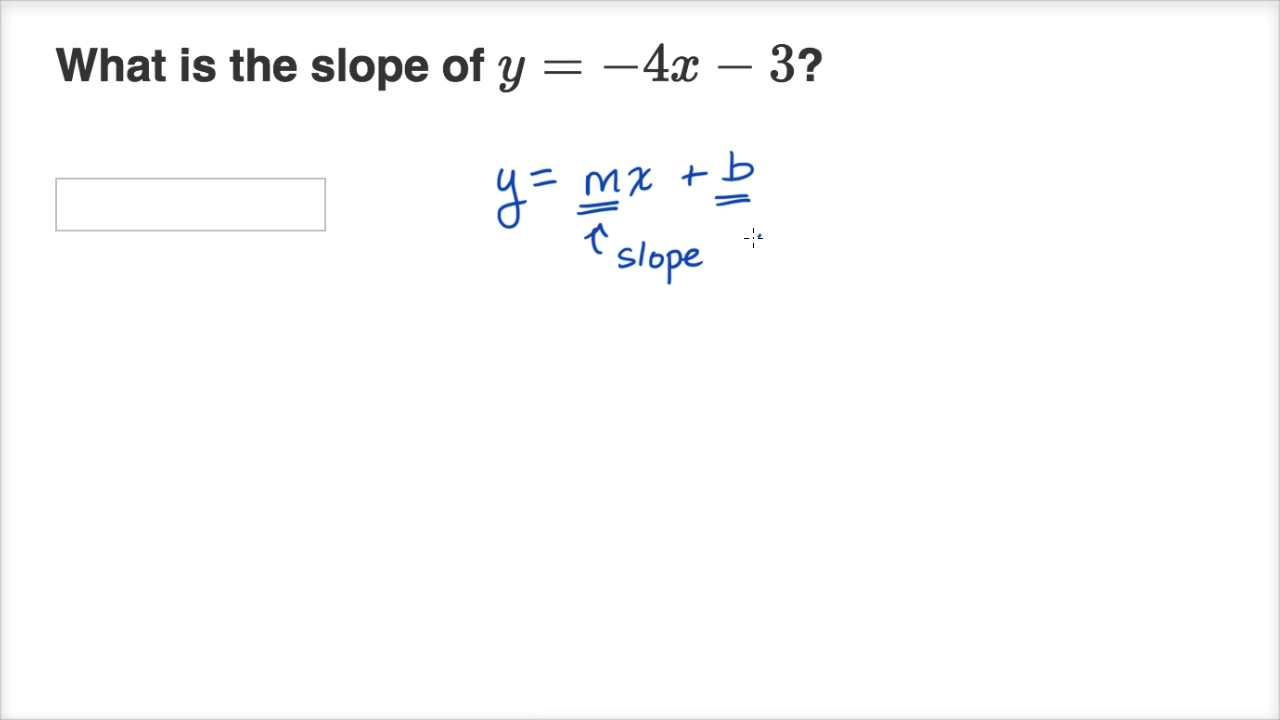 What is the slope of y = −4x − 3?
y = mx + b
↑ slope